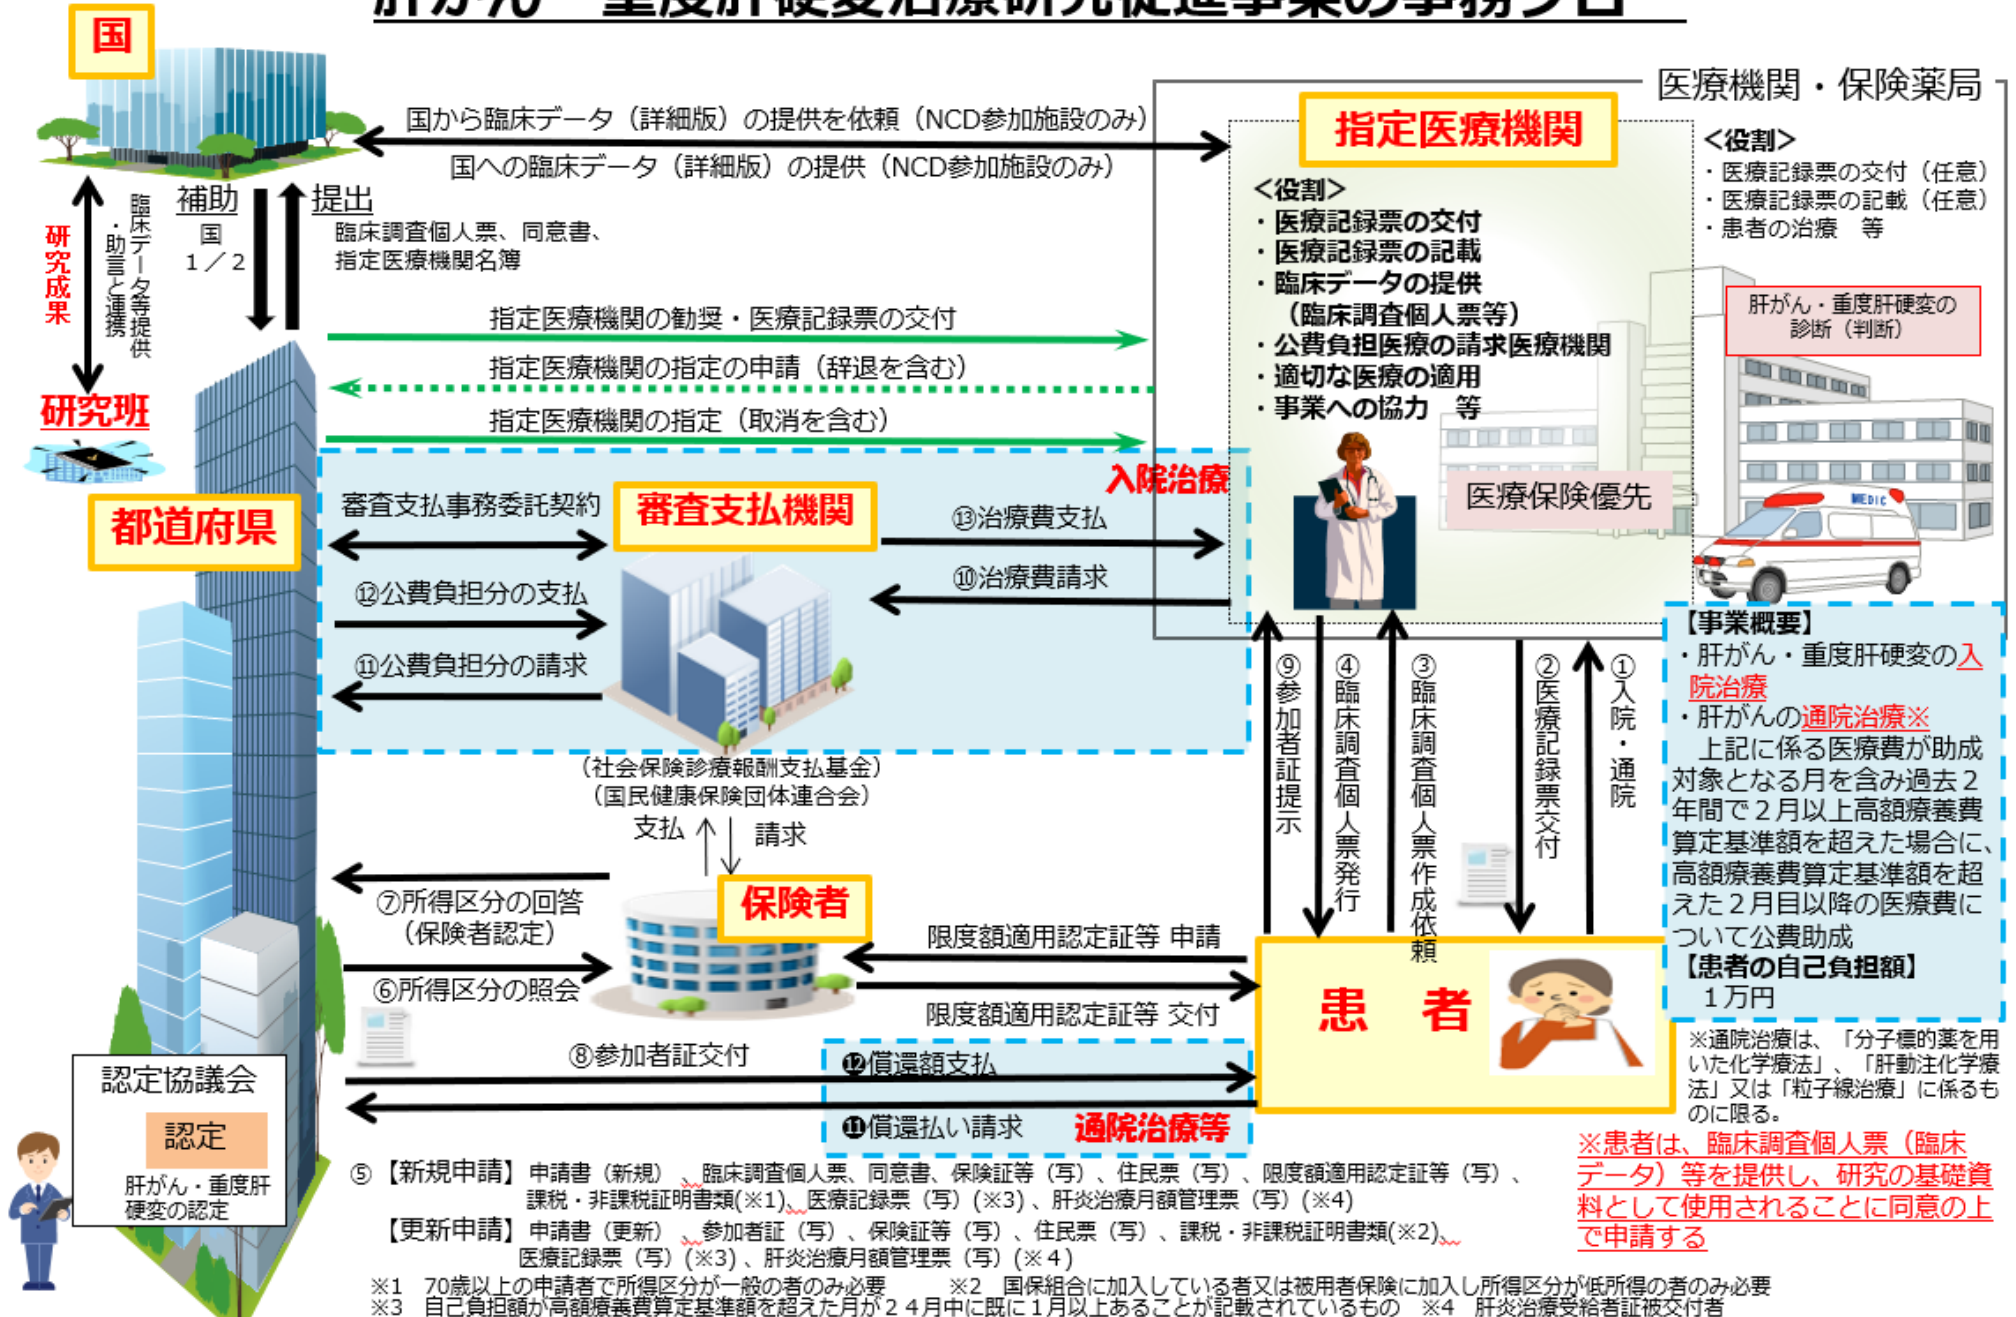 肝がん・重度肝硬変治療研究促進事業の事務フロー
国
医療機関・保険薬局
国から臨床データ（詳細版）の提供を依頼（NCD参加施設のみ）
国への臨床データ（詳細版）の提供（NCD参加施設のみ）
指定医療機関
＜役割＞
・医療記録票の交付
・医療記録票の記載
・臨床データの提供
（臨床調査個人票等）
・公費負担医療の請求医療機関
・適切な医療の適用
・事業への協力　等
＜役割＞
・医療記録票の交付（任意）
・医療記録票の記載（任意）
・患者の治療　等
肝がん・重度肝硬変の
診断（判断）
医療保険優先
MEDIC
研究成果
臨床データ等提供
・助言と連携
補助
国
１／２
提出
臨床調査個人票、同意書、
指定医療機関名簿
研究班
指定医療機関の勧奨・医療記録票の交付
指定医療機関の指定の申請（辞退を含む）
指定医療機関の指定（取消を含む）
都道府県
入院治療
審査支払事務委託契約
審査支払機関
⑬治療費支払
⑩治療費請求
⑫公費負担分の支払
⑪公費負担分の請求
（社会保険診療報酬支払基金）
（国民健康保険団体連合会）
支払
請求
⑨参加者証提示
④臨床調査個人票発行
③臨床調査個人票作成依頼
②医療記録票交付
①入院・通院
【事業概要】
・肝がん・重度肝硬変の入
院治療
・肝がんの通院治療※
上記に係る医療費が助成
対象となる月を含み過去２
年間で２月以上高額療養費
算定基準額を超えた場合に、
高額療養費算定基準額を超
えた２月目以降の医療費に
ついて公費助成
【患者の自己負担額】
１万円
⑦所得区分の回答
（保険者認定）
⑥所得区分の照会
保険者
限度額適用認定証等 申請
限度額適用認定証等 交付
患　者
※通院治療は、「分子標的薬を用
いた化学療法」、「肝動注化学療
法」又は「粒子線治療」に係るも
のに限る。
⑧参加者証交付
⓬償還額支払
⓫償還払い請求
通院治療等
認定協議会
認定
肝がん・重度肝
硬変の認定
※患者は、臨床調査個人票（臨床
データ）等を提供し、研究の基礎資
料として使用されることに同意の上
で申請する
⑤【新規申請】申請書（新規）、臨床調査個人票、同意書、保険証等（写）、住民票（写）、限度額適用認定証等（写）、
課税・非課税証明書類(※1)、医療記録票（写）(※3)、肝炎治療月額管理票（写）(※4)
【更新申請】申請書（更新）、参加者証（写）、保険証等（写）、住民票（写）、課税・非課税証明書類(※2)、
医療記録票（写）(※３)、肝炎治療月額管理票（写）(※４)
※1　70歳以上の申請者で所得区分が一般の者のみ必要　※2　国保組合に加入している者又は被用者保険に加入し所得区分が低所得の者のみ必要
※3　自己負担額が高額療養費算定基準額を超えた月が２４月中に既に１月以上あることが記載されているもの　※4　肝炎治療受給者証被交付者